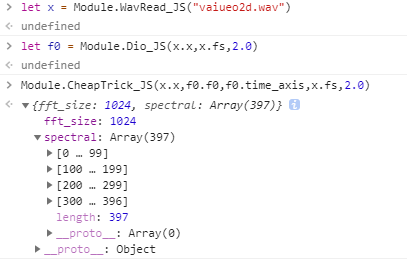 > let x = Module.WavRead_JS("vaiueo2d.wav")
< undefined
> let f0 = Module.Dio_JS(x.x,x.fs,2.0)
< undefined
> Module.CheapTrick_JS(x.x,f0.f0,f0.time_axis,x.fs,2.0)
< ▼{fft_size: 1024, spectral: Array(397)} i
fft_size: 1024
▼spectral: Array(397)
▶[0 … 99]
▶[100 … 199]
▶[200 … 299]
▶[300 … 396]
length: 397
▶__proto__: Array(0)
▶__proto__: Object